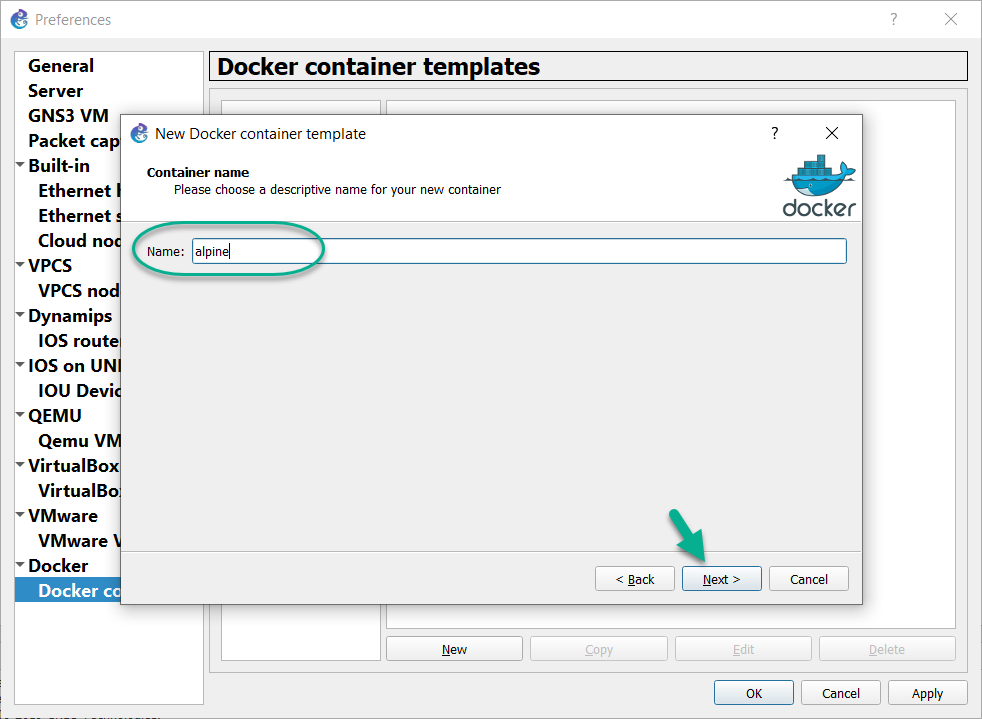 Preferences
?
General
Server
GNS3 VM
Packet cap
Built-in
Ethernet
Ethernet s
Cloud nod
VPCS
VPCS nod
Dynamips
IOS route
IOS on UN
IOU Devic
QEMU
Qemu VM
VirtualBox
VirtualBo
VMware
VMware V
Docker
Docker co
Docker container templates
New Docker container template
?
Container name
Please choose a descriptive name for your new container
docker
Name: alpine
< Back Next > Cancel
New Copy Edit Delete
OK Cancel Apply